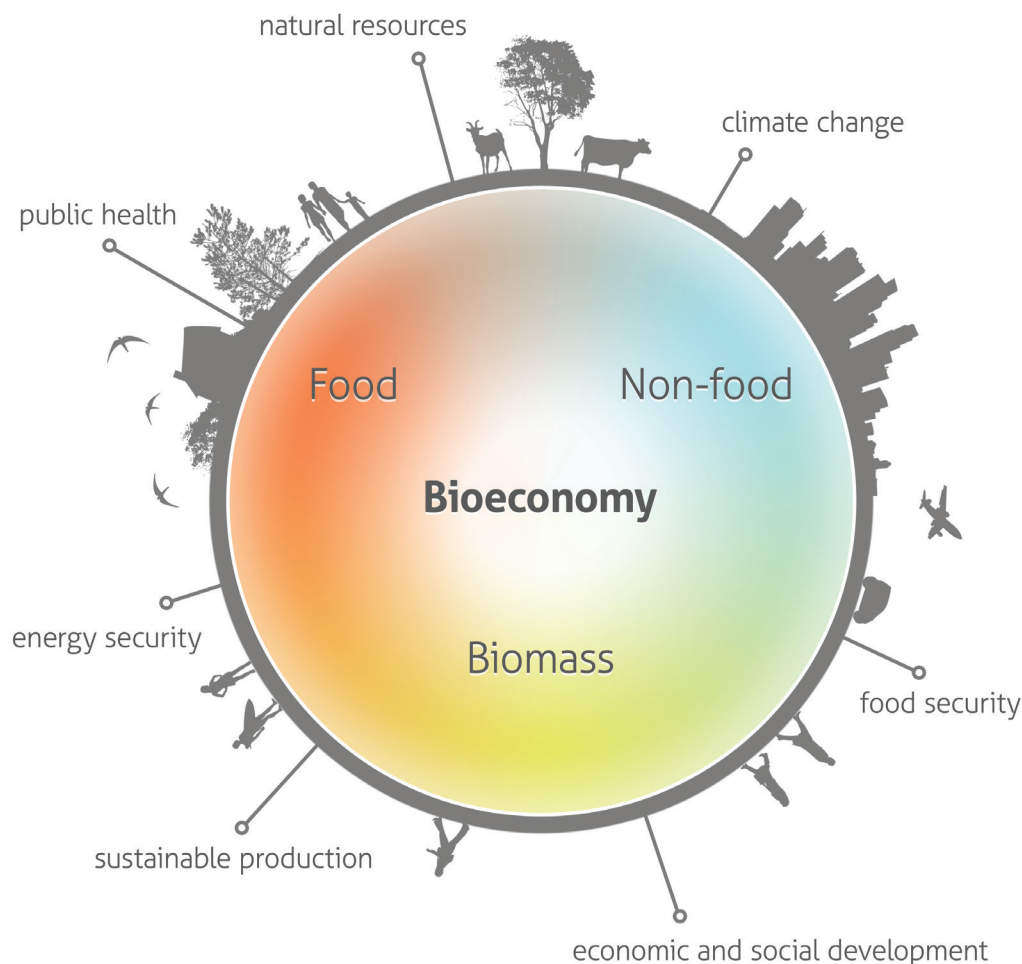 natural resources
climate change
public health
Food
Non-food
Bioeconomy
energy security
Biomass
food security
sustainable production
economic and social development